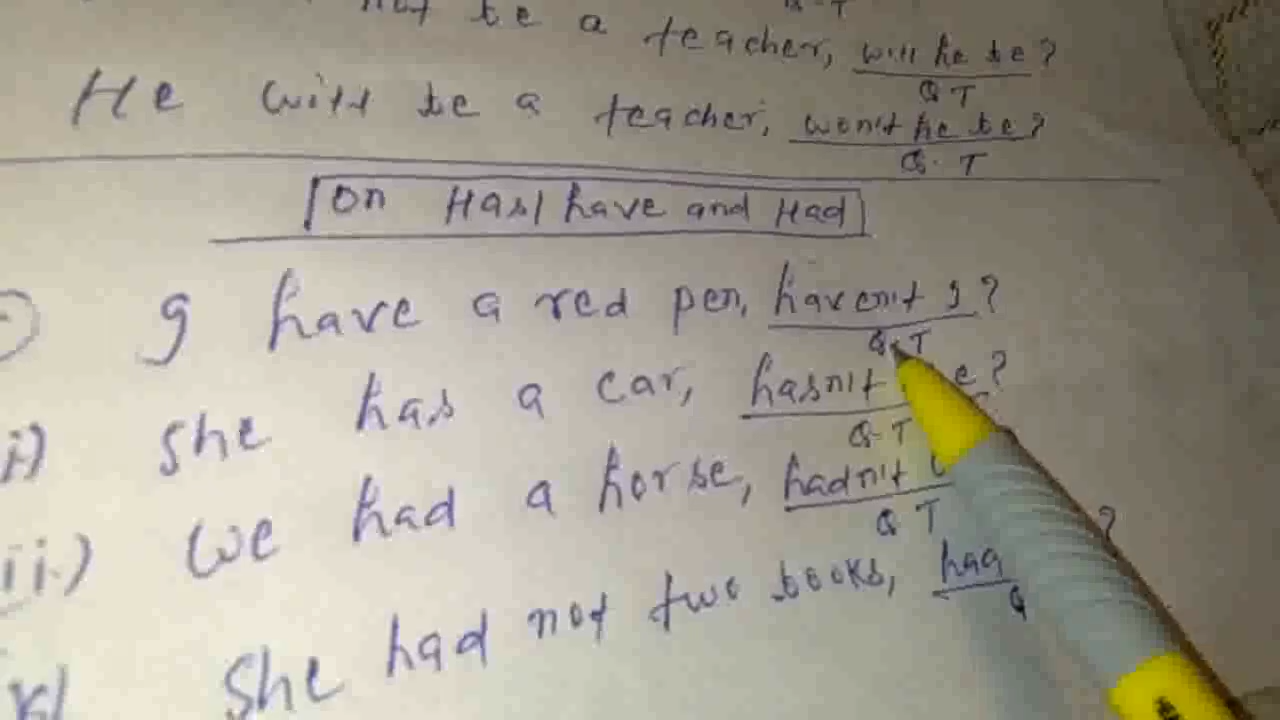 not be a teacher, will he be?
Q.T
Q T
He will be a teacher, won't he be?
Q. T
On Has/have and Had
I have a red pen, haven't I?
Q. T
i) She has a car, hasn't e?
Q-T
ii.) We had a horse, hadn't
Q T
She had not two books, had ?
Q